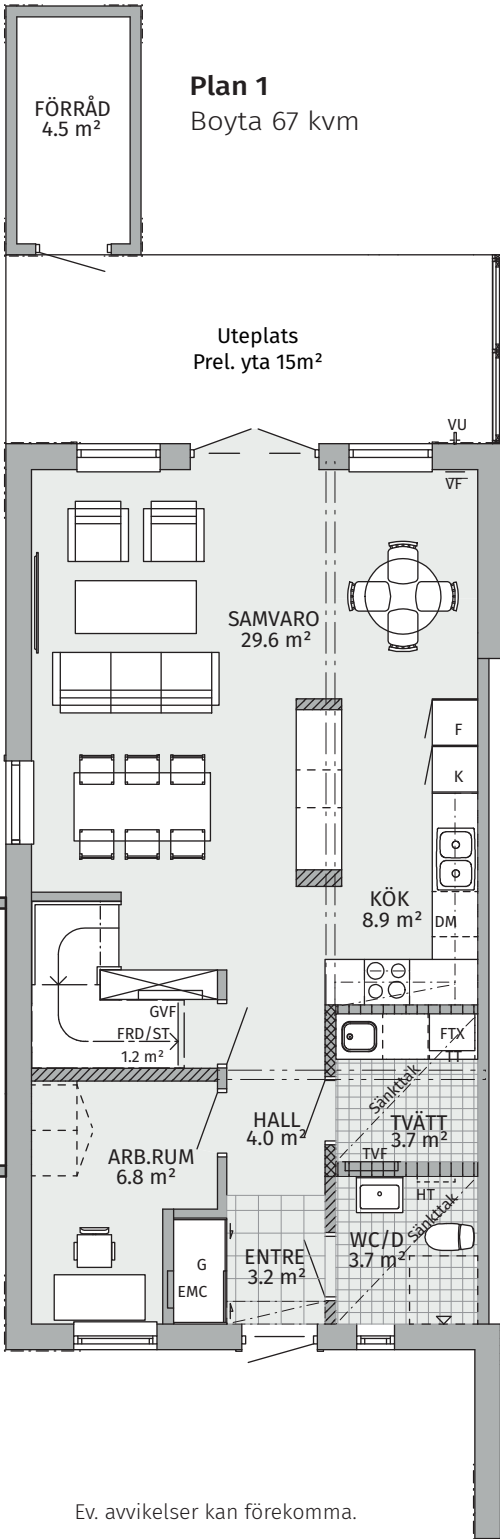 FÖRRÅD
4.5 m²
Plan 1
Boyta 67 kvm
Uteplats
Prel. yta 15m²
VU
VF
SAMVARO
29.6 m²
F
K
KÖK
8.9 m²
DM
GVF
FRD/ST
1.2 m²
FTX
TT
Sänkttak
HALL
4.0 m²
TVÄTT
3.7 m²
ARB.RUM
6.8 m²
TVF
HT
Sänkttak
WC/D
3.7 m²
G
EMC
ENTRE
3.2 m²
Ev. avvikelser kan förekomma.